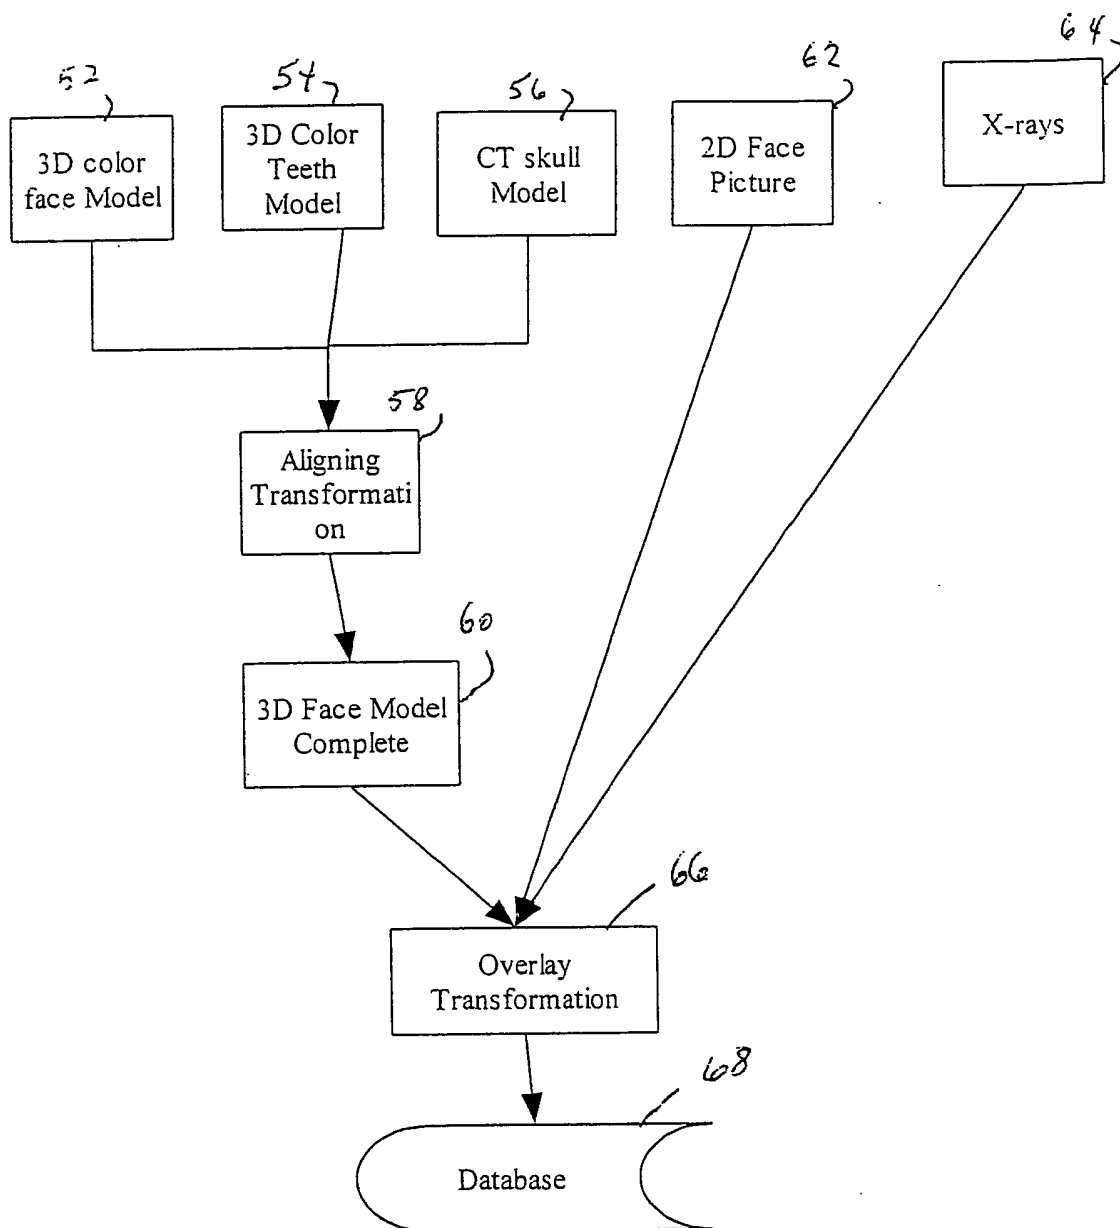 52
54
56
62
64
3D color
face Model
3D Color
Teeth
Model
CT skull
Model
2D Face
Picture
X-rays
58
Aligning
Transformati
on
60
3D Face Model
Complete
66
Overlay
Transformation
68
Database